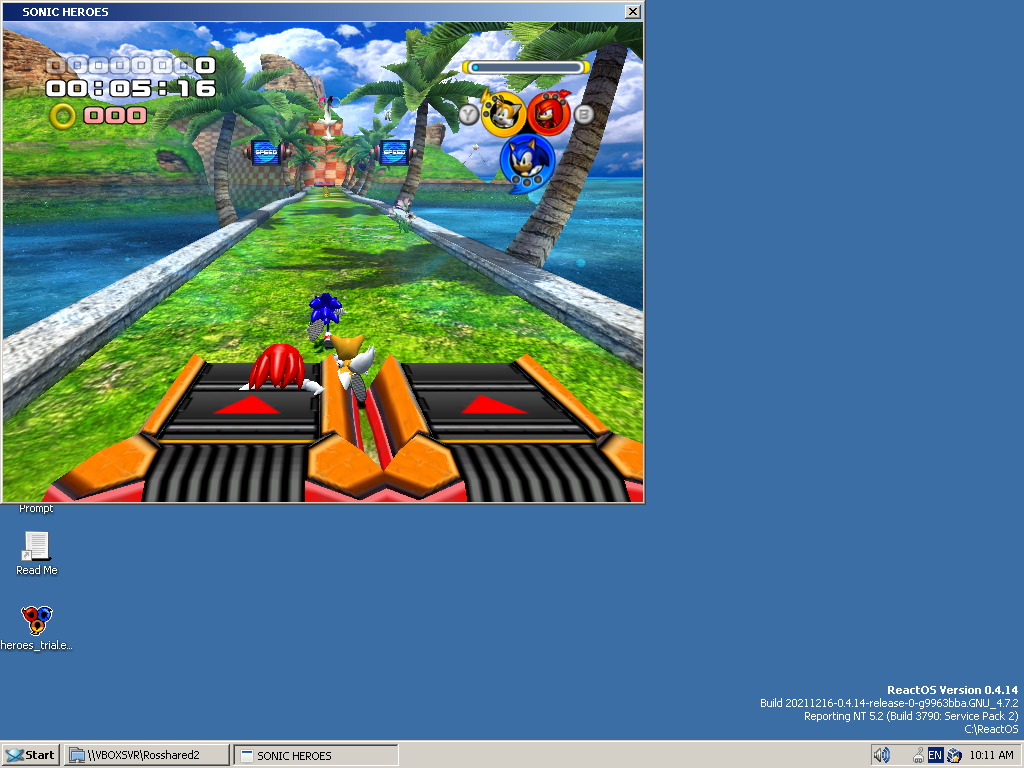 SONIC HEROES
000000000
00:05:16
000
Y
B
SPEED
SPEED
Prompt
Read Me
heroes_trial.e...
ReactOS Version 0.4.14
Build 20211216-0.4.14-release-0-g9963bba.GNU_4.7.2
Reporting NT 5.2 (Build 3790: Service Pack 2)
C:\ReactOS
Start
\\VBOXSVR\Rosshared2
SONIC HEROES
EN
10:11 AM